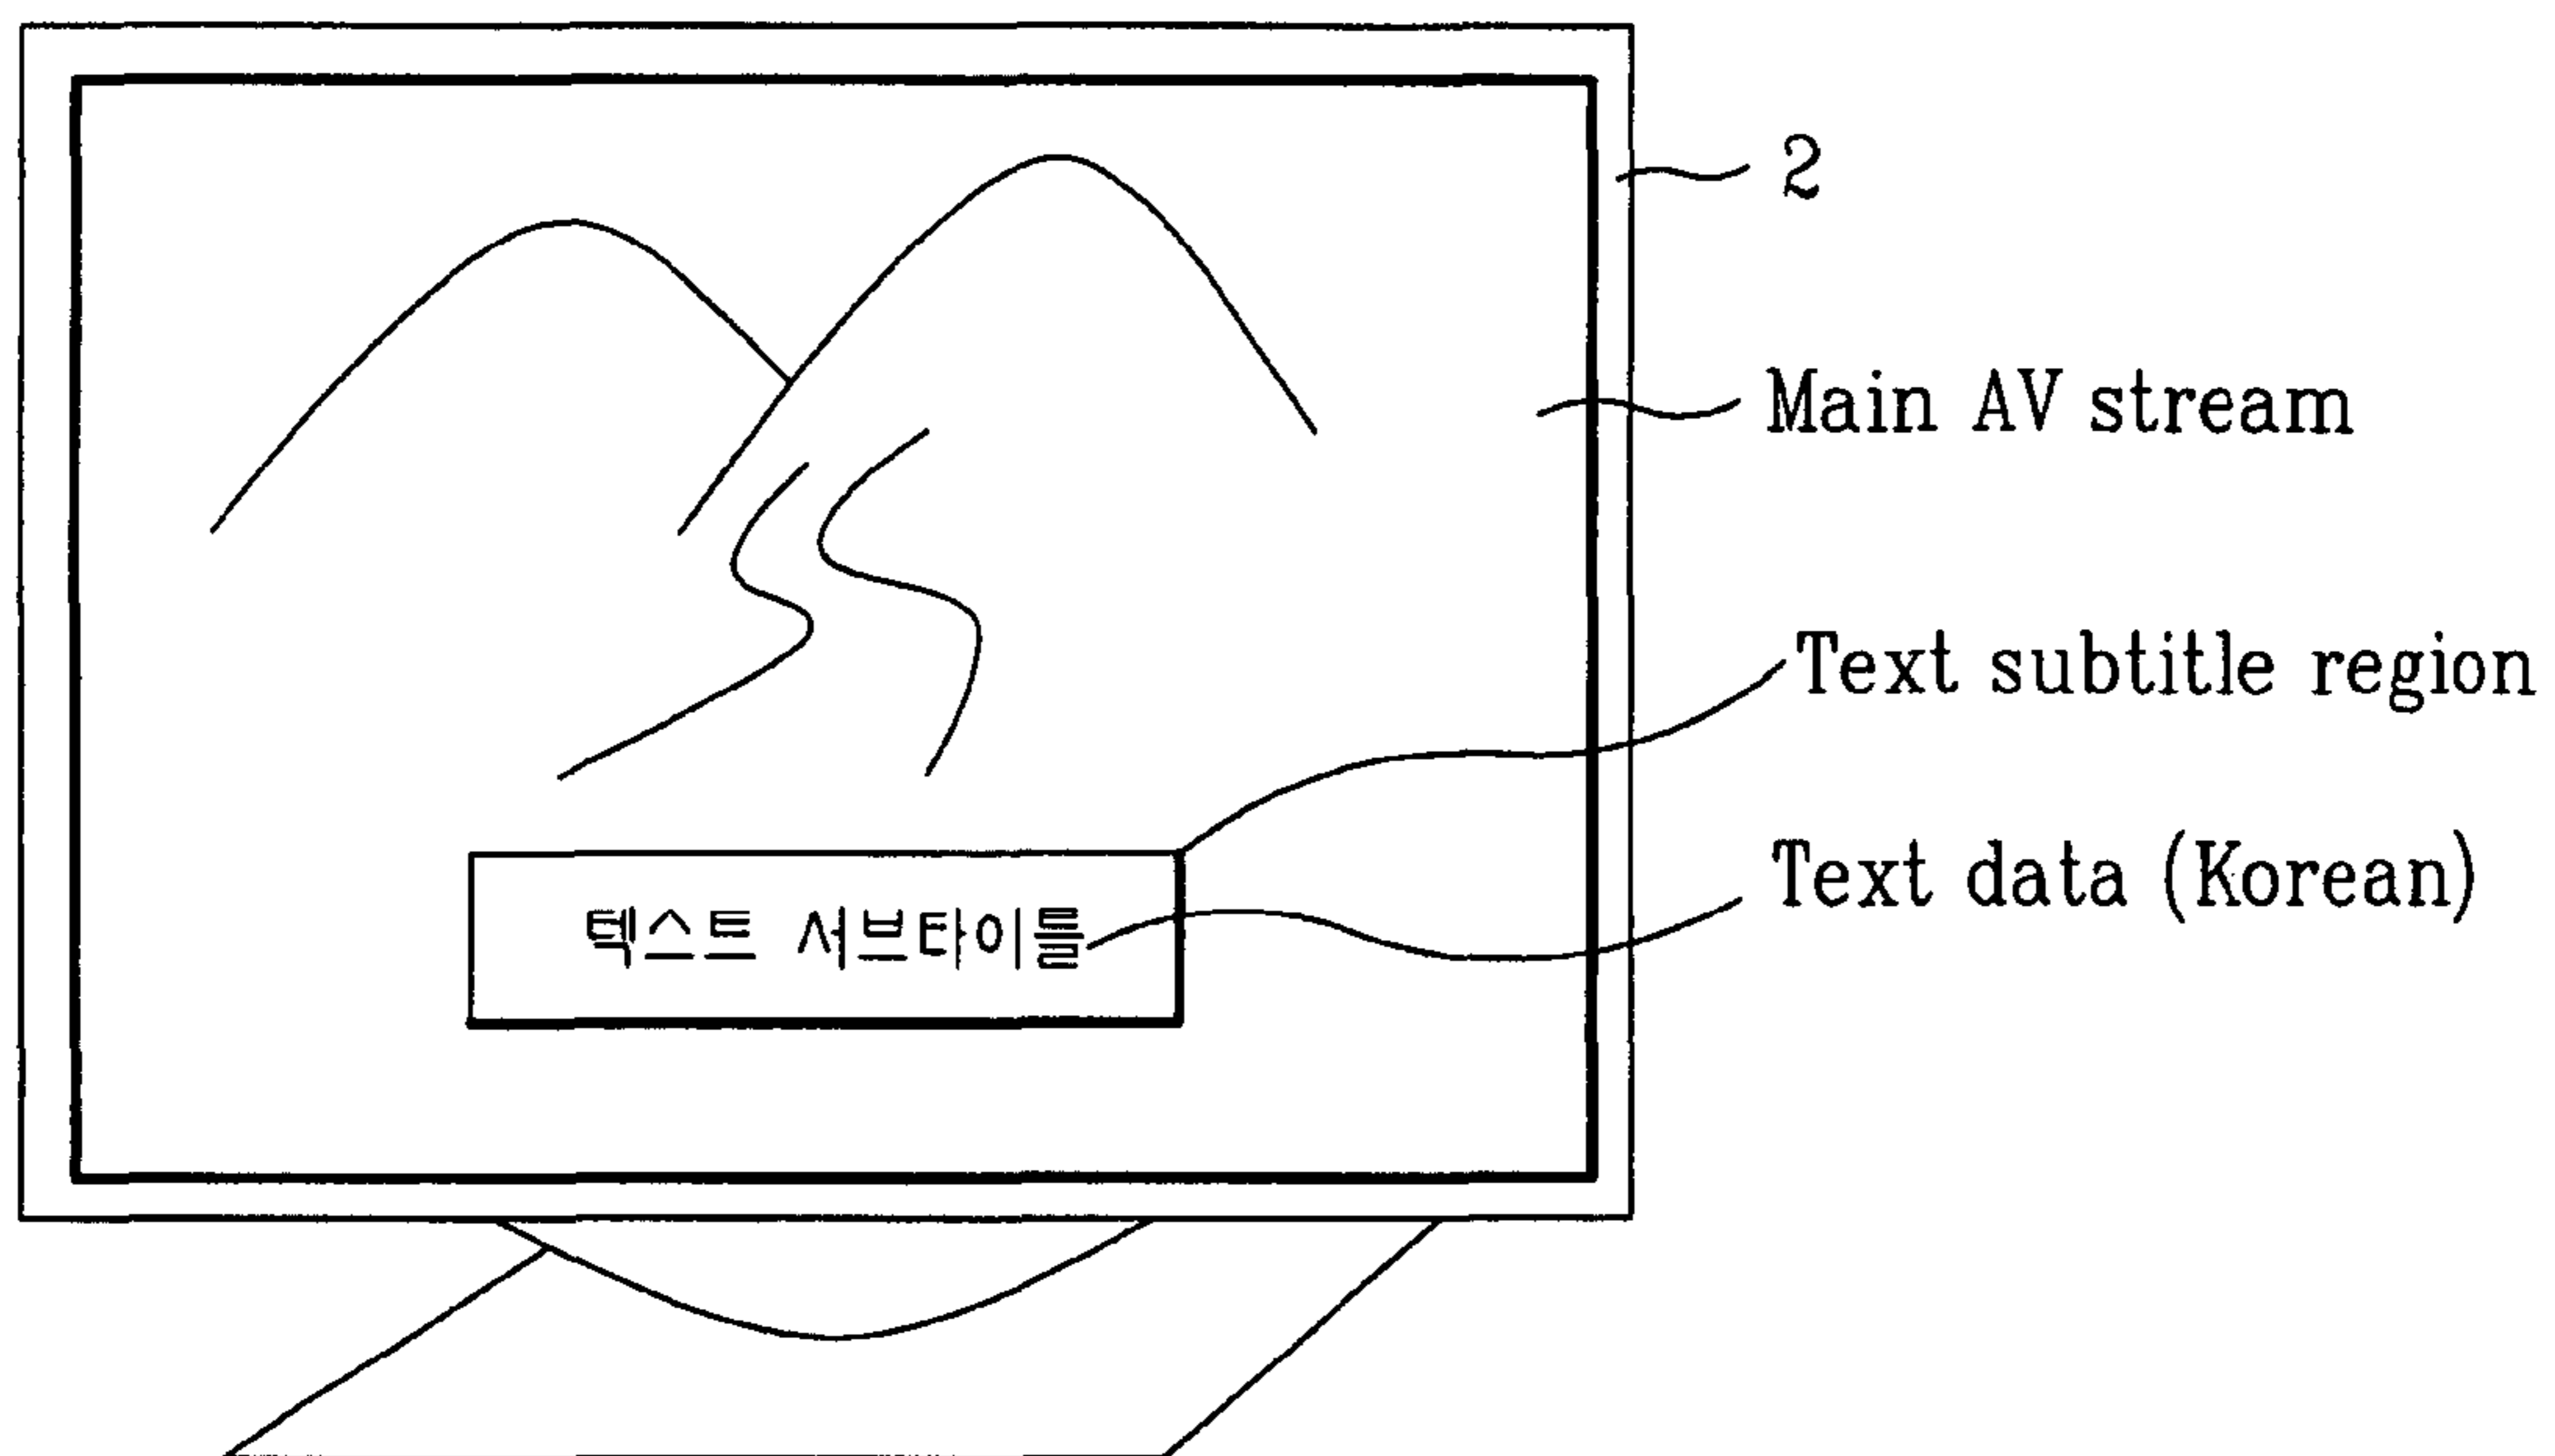 2
Main AV stream
Text subtitle region
Text data (Korean)
텍스트 서브타이틀